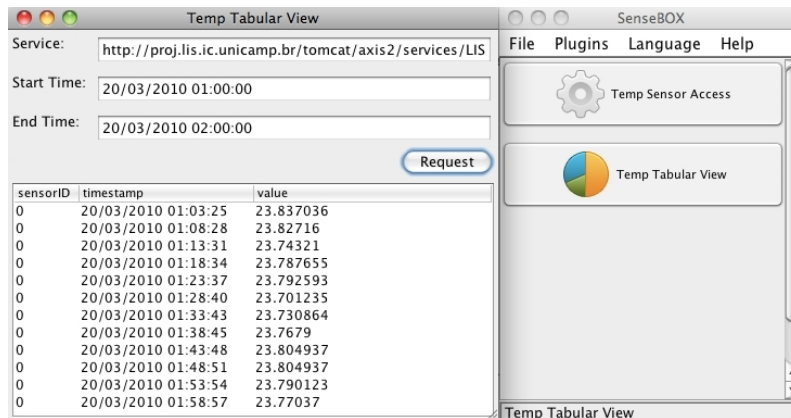 Temp Tabular View
Service: http://proj.lis.ic.unicamp.br/tomcat/axis2/services/LIS
Start Time: 20/03/2010 01:00:00
End Time: 20/03/2010 02:00:00
Request
sensorID timestamp value
0 20/03/2010 01:03:25 23.837036
0 20/03/2010 01:08:28 23.82716
0 20/03/2010 01:13:31 23.74321
0 20/03/2010 01:18:34 23.787655
0 20/03/2010 01:23:37 23.792593
0 20/03/2010 01:28:40 23.701235
0 20/03/2010 01:33:43 23.730864
0 20/03/2010 01:38:45 23.7679
0 20/03/2010 01:43:48 23.804937
0 20/03/2010 01:48:51 23.804937
0 20/03/2010 01:53:54 23.790123
0 20/03/2010 01:58:57 23.77037
SenseBOX
File Plugins Language Help
Temp Sensor Access
Temp Tabular View
Temp Tabular View